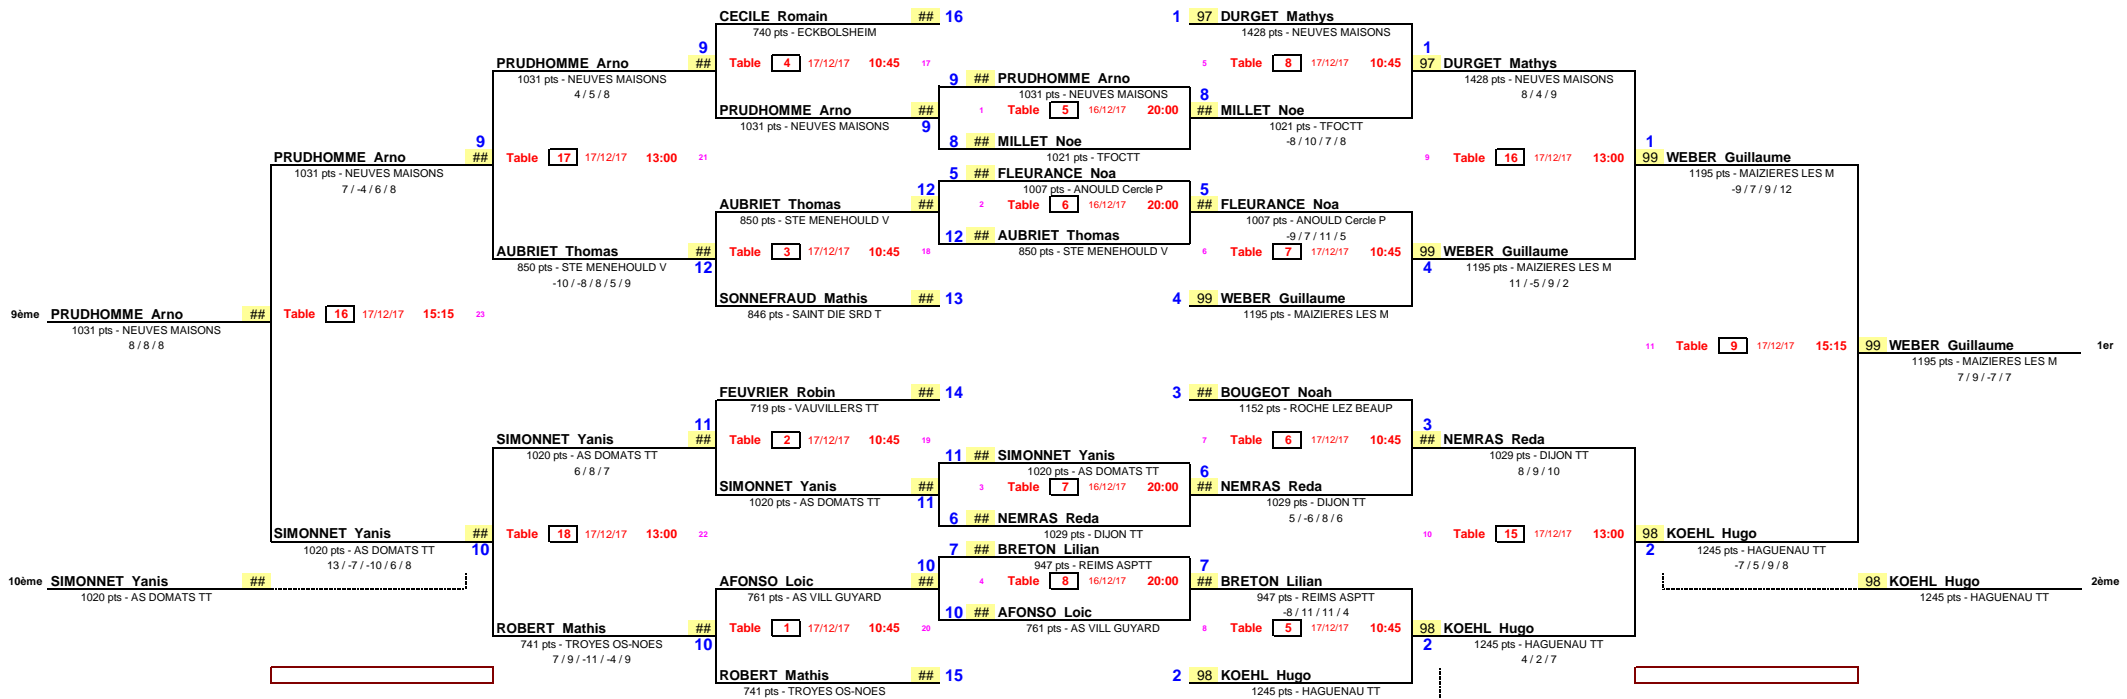 CECILE Romain ## 16 1 97 DURGET Mathys
740 pts - ECKBOLSHEIM 1428 pts - NEUVES MAISONS
9 1
PRUDHOMME Arno ## Table 4 17/12/17 10:45 17 5 Table 8 17/12/17 10:45 97 DURGET Mathys
1031 pts - NEUVES MAISONS 9 ## PRUDHOMME Arno 1428 pts - NEUVES MAISONS
4 / 5 / 8 1031 pts - NEUVES MAISONS 8 8 / 4 / 9
PRUDHOMME Arno ## 1 Table 5 16/12/17 20:00 ## MILLET Noe
1031 pts - NEUVES MAISONS 9 1021 pts - TFOCTT
9 8 ## MILLET Noe -8 / 10 / 7 / 8 1
PRUDHOMME Arno ## Table 17 17/12/17 13:00 21 1021 pts - TFOCTT 9 Table 16 17/12/17 13:00 99 WEBER Guillaume
1031 pts - NEUVES MAISONS 5 ## FLEURANCE Noa 1195 pts - MAIZIERES LES M
7 / -4 / 6 / 8 12 1007 pts - ANOULD Cercle P 5 -9 / 7 / 9 / 12
AUBRIET Thomas ## 2 Table 6 16/12/17 20:00 ## FLEURANCE Noa
850 pts - STE MENEHOULD V 1007 pts - ANOULD Cercle P
12 ## AUBRIET Thomas -9 / 7 / 11 / 5
AUBRIET Thomas ## Table 3 17/12/17 10:45 18 850 pts - STE MENEHOULD V 6 Table 7 17/12/17 10:45 99 WEBER Guillaume
850 pts - STE MENEHOULD V 12 4 1195 pts - MAIZIERES LES M
-10 / -8 / 8 / 5 / 9 11 / -5 / 9 / 2
SONNEFRAUD Mathis ## 13 4 99 WEBER Guillaume
846 pts - SAINT DIE SRD T 1195 pts - MAIZIERES LES M
9ème PRUDHOMME Arno ## Table 16 17/12/17 15:15 23
1031 pts - NEUVES MAISONS
8 / 8 / 8
11 Table 9 17/12/17 15:15 99 WEBER Guillaume 1er
1195 pts - MAIZIERES LES M
7 / 9 / -7 / 7
FEUVRIER Robin ## 14 3 ## BOUGEOT Noah
719 pts - VAUVILLERS TT 1152 pts - ROCHE LEZ BEAUP
11 3
SIMONNET Yanis ## Table 2 17/12/17 10:45 19 7 Table 6 17/12/17 10:45 ## NEMRAS Reda
1020 pts - AS DOMATS TT 11 ## SIMONNET Yanis 1029 pts - DIJON TT
6 / 8 / 7 1020 pts - AS DOMATS TT 6 8 / 9 / 10
SIMONNET Yanis ## 3 Table 7 16/12/17 20:00 ## NEMRAS Reda
1020 pts - AS DOMATS TT 11 1029 pts - DIJON TT
6 ## NEMRAS Reda 5 / -6 / 8 / 6
SIMONNET Yanis ## Table 18 17/12/17 13:00 22 1029 pts - DIJON TT 10 Table 15 17/12/17 13:00 98 KOEHL Hugo
1020 pts - AS DOMATS TT 10 7 ## BRETON Lilian 2 1245 pts - HAGUENAU TT
13 / -7 / -10 / 6 / 8 10 947 pts - REIMS ASPTT 7 -7 / 5 / 9 / 8
10ème SIMONNET Yanis ## AFONSO Loic ## 4 Table 8 16/12/17 20:00 ## BRETON Lilian 98 KOEHL Hugo 2ème
1020 pts - AS DOMATS TT 761 pts - AS VILL GUYARD 947 pts - REIMS ASPTT 1245 pts - HAGUENAU TT
10 ## AFONSO Loic -8 / 11 / 11 / 4
ROBERT Mathis ## Table 1 17/12/17 10:45 20 761 pts - AS VILL GUYARD 8 Table 5 17/12/17 10:45 98 KOEHL Hugo
741 pts - TROYES OS-NOES 10 2 1245 pts - HAGUENAU TT
7 / 9 / -11 / -4 / 9 4 / 2 / 7
ROBERT Mathis ## 15 2 98 KOEHL Hugo
741 pts - TROYES OS-NOES 1245 pts - HAGUENAU TT